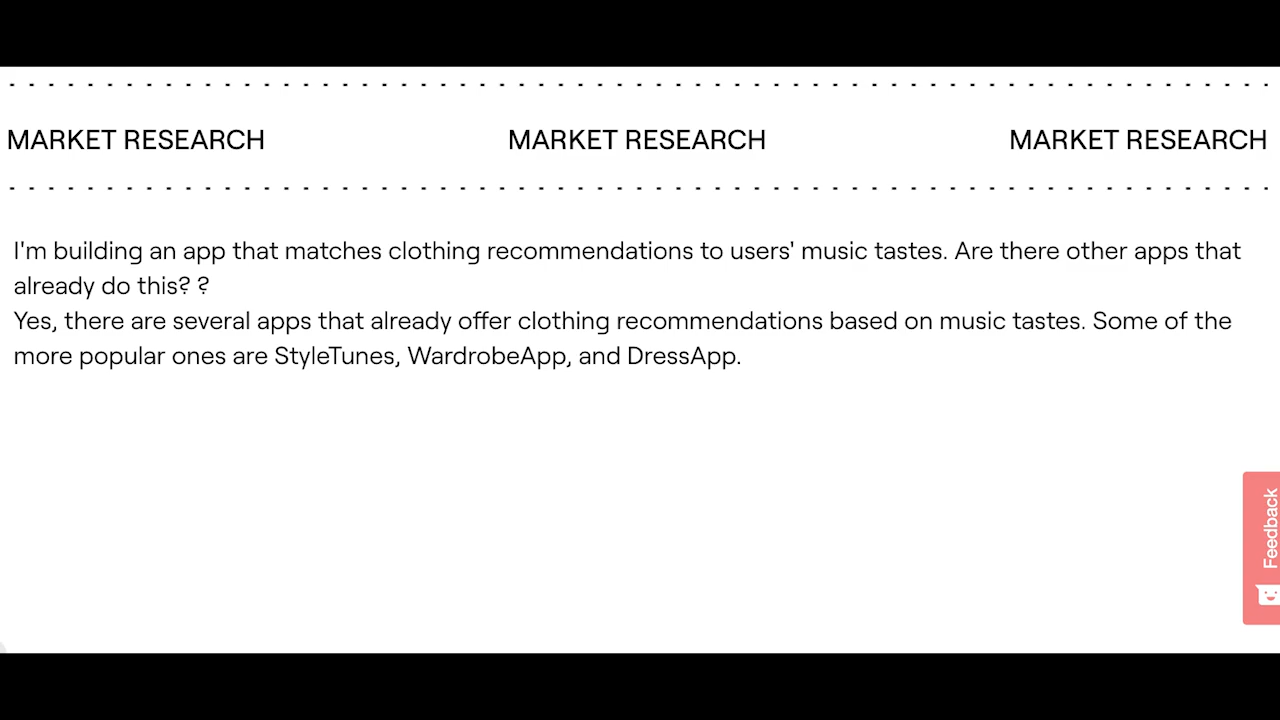 MARKET RESEARCH MARKET RESEARCH MARKET RESEARCH
I'm building an app that matches clothing recommendations to users' music tastes. Are there other apps that
already do this? ?
Yes, there are several apps that already offer clothing recommendations based on music tastes. Some of the
more popular ones are StyleTunes, WardrobeApp, and DressApp.
Feedback